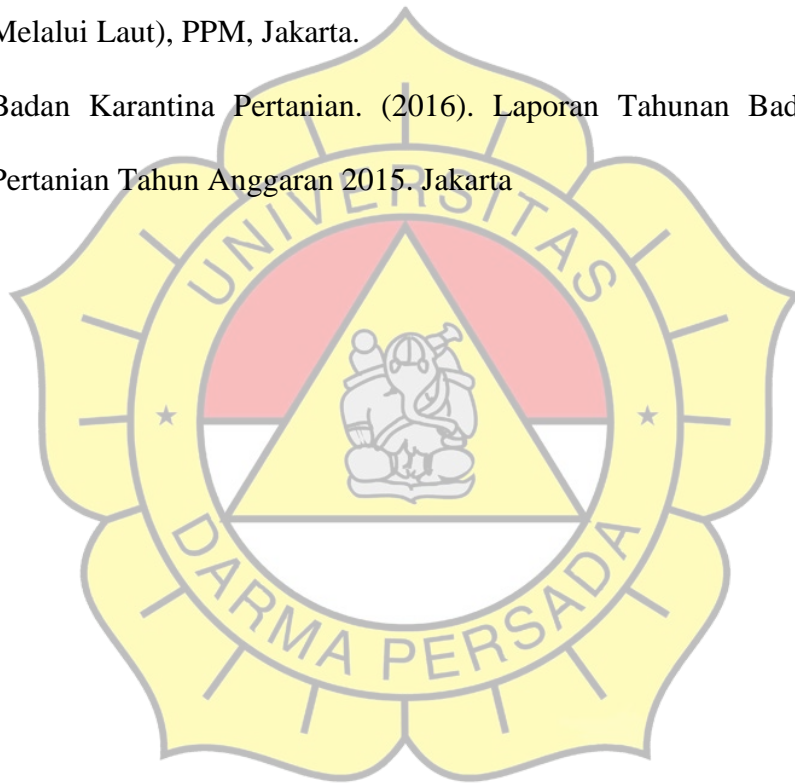 Melalui Laut), PPM, Jakarta.
Badan Karantina Pertanian. (2016). Laporan Tahunan Bad
Pertanian Tahun Anggaran 2015. Jakarta
UNIVERSITAS
DARMA PERSADA